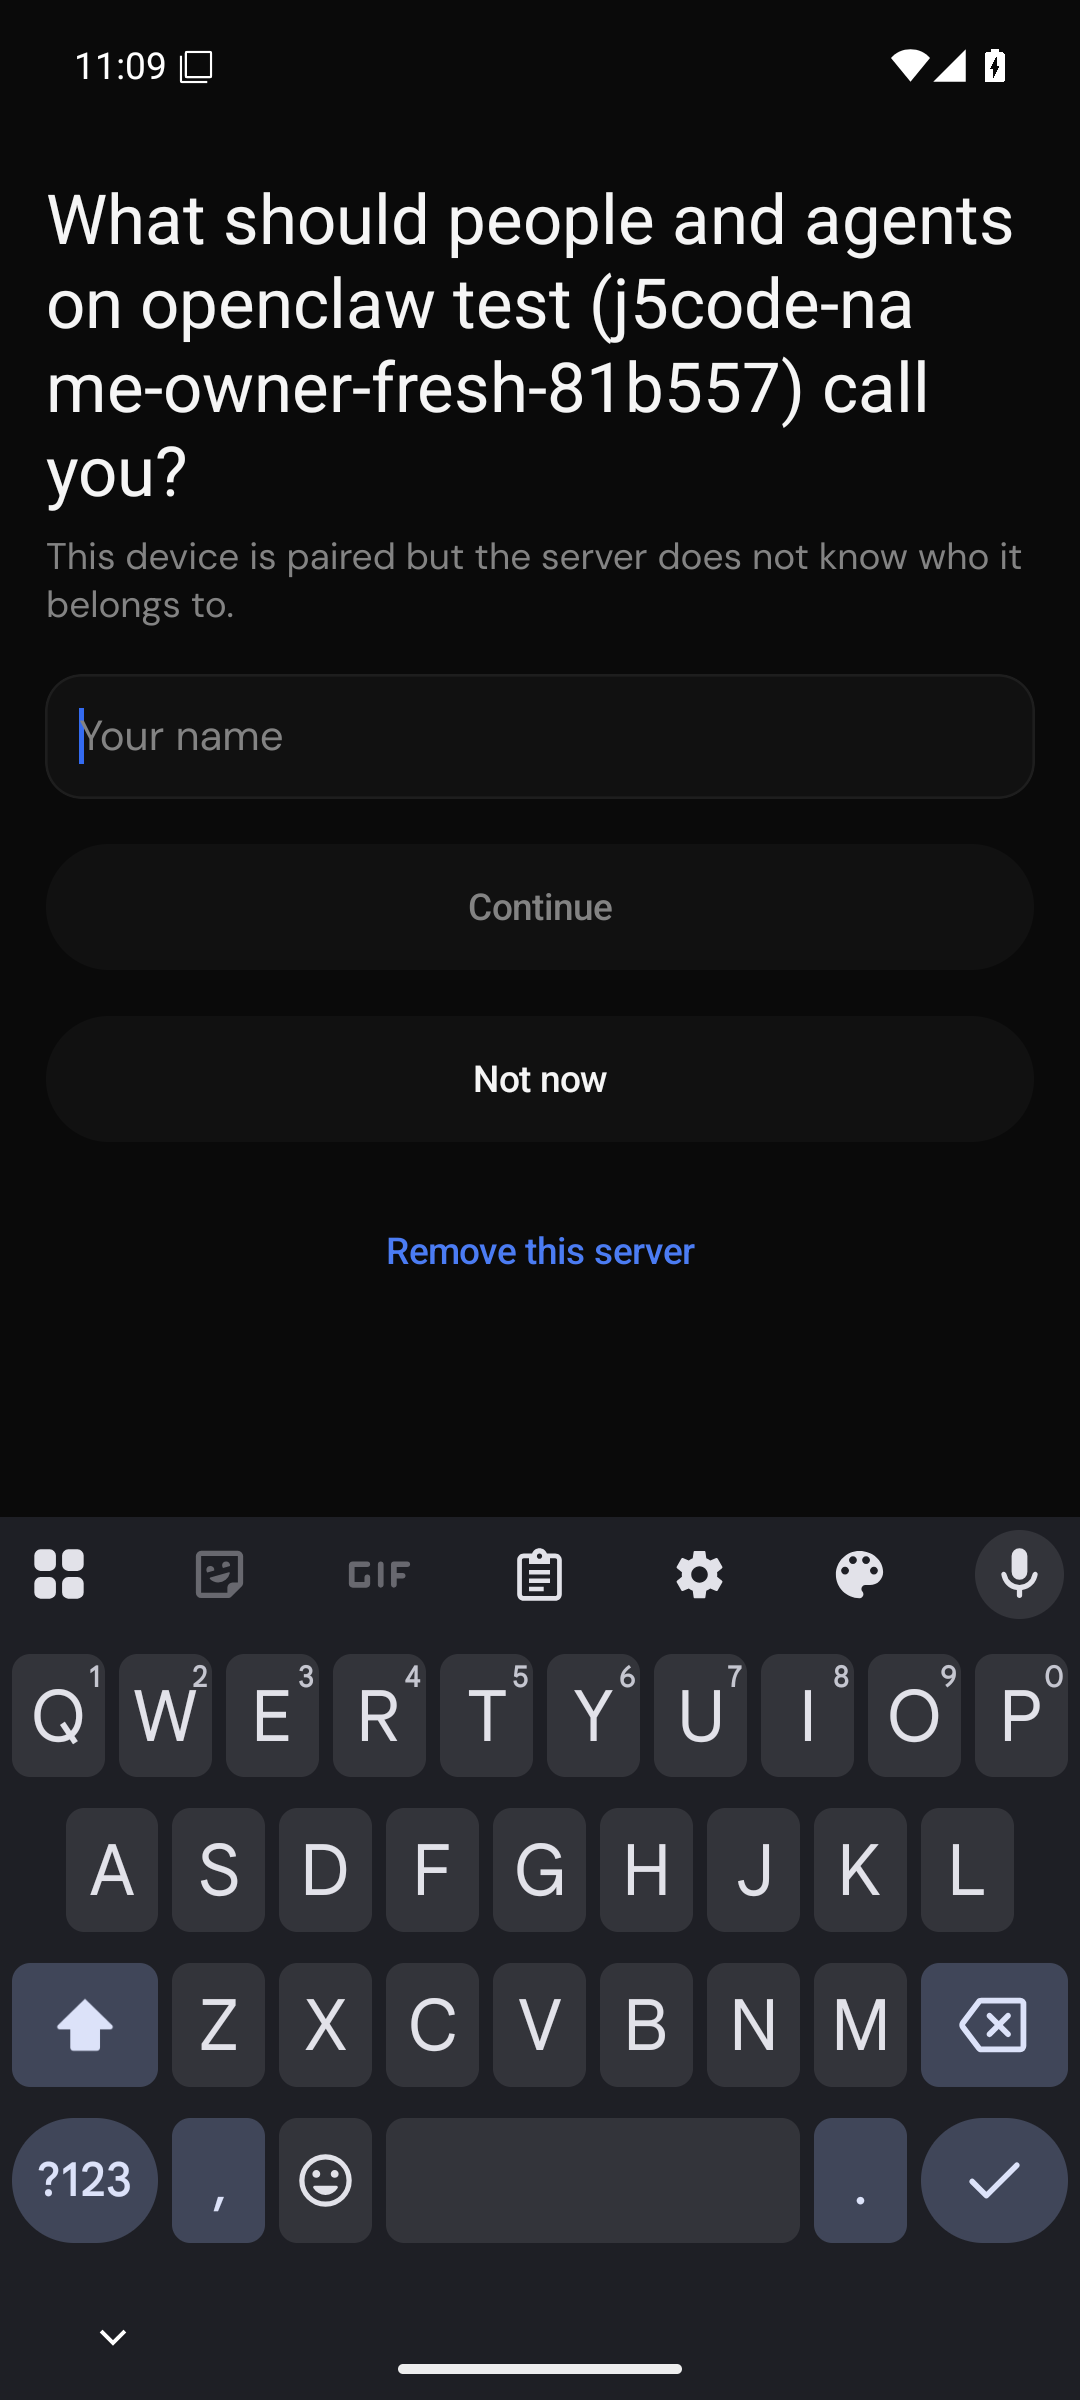 11:09
What should people and agents
on openclaw test (j5code-na
me-owner-fresh-81b557) call
you?
This device is paired but the server does not know who it
belongs to.
Your name
Continue
Not now
Remove this server
GIF
Q1 W2 E3 R4 T5 Y6 U7 I8 O9 P0
A S D F G H J K L
Z X C V B N M
?123 , .